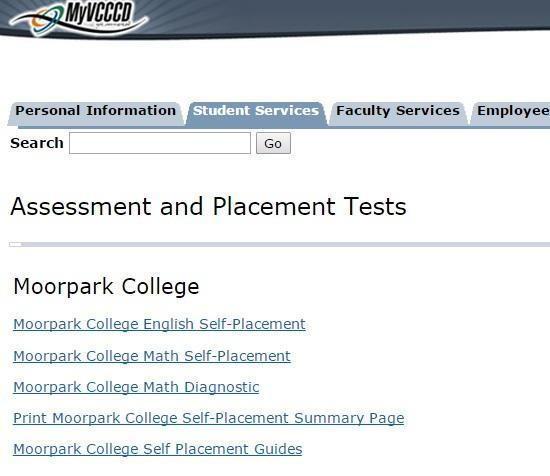 MyVCCCD
Personal Information Student Services Faculty Services Employee
Search Go
Assessment and Placement Tests
Moorpark College
Moorpark College English Self-Placement
Moorpark College Math Self-Placement
Moorpark College Math Diagnostic
Print Moorpark College Self-Placement Summary Page
Moorpark College Self Placement Guides